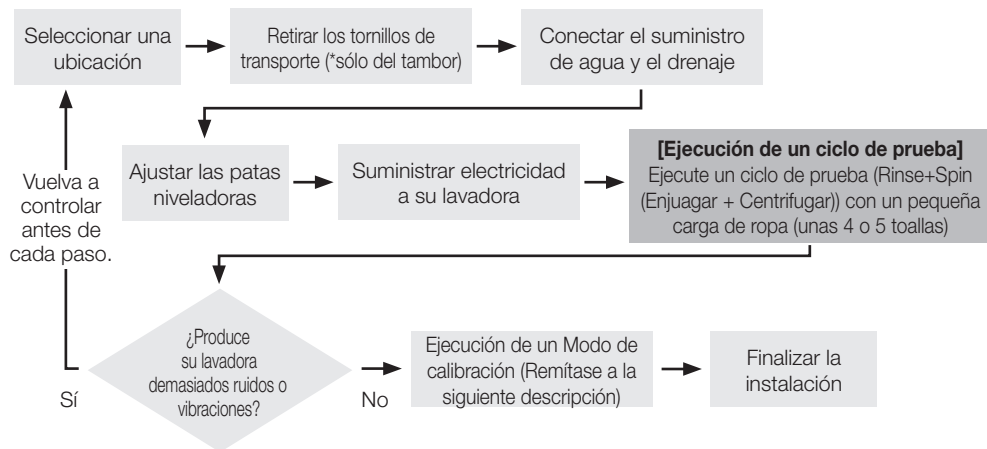 Seleccionar una
ubicación
Retirar los tornillos de
transporte (*sólo del tambor)
Conectar el suministro
de agua y el drenaje
Ajustar las patas
niveladoras
Suministrar electricidad
a su lavadora
[Ejecución de un ciclo de prueba]
Ejecute un ciclo de prueba (Rinse+Spin
(Enjuagar + Centrifugar)) con un pequeña
carga de ropa (unas 4 o 5 toallas)
Vuelva a
controlar
antes de
cada paso.
¿Produce
su lavadora
demasiados ruidos o
vibraciones?
Sí
No
Ejecución de un Modo de
calibración (Remítase a la
siguiente descripción)
Finalizar la
instalación